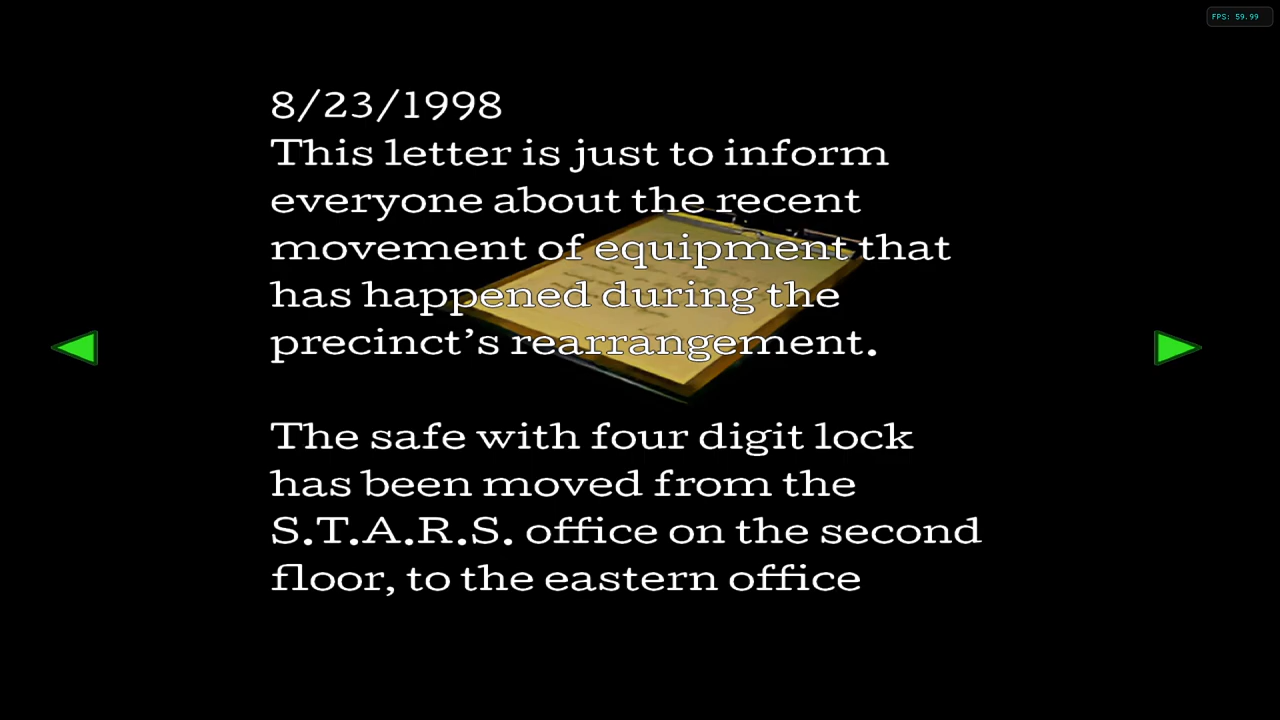 FPS: 59.99
8/23/1998
This letter is just to inform
everyone about the recent
movement of equipment that
has happened during the
precinct’s rearrangement.
The safe with four digit lock
has been moved from the
S.T.A.R.S. office on the second
floor, to the eastern office